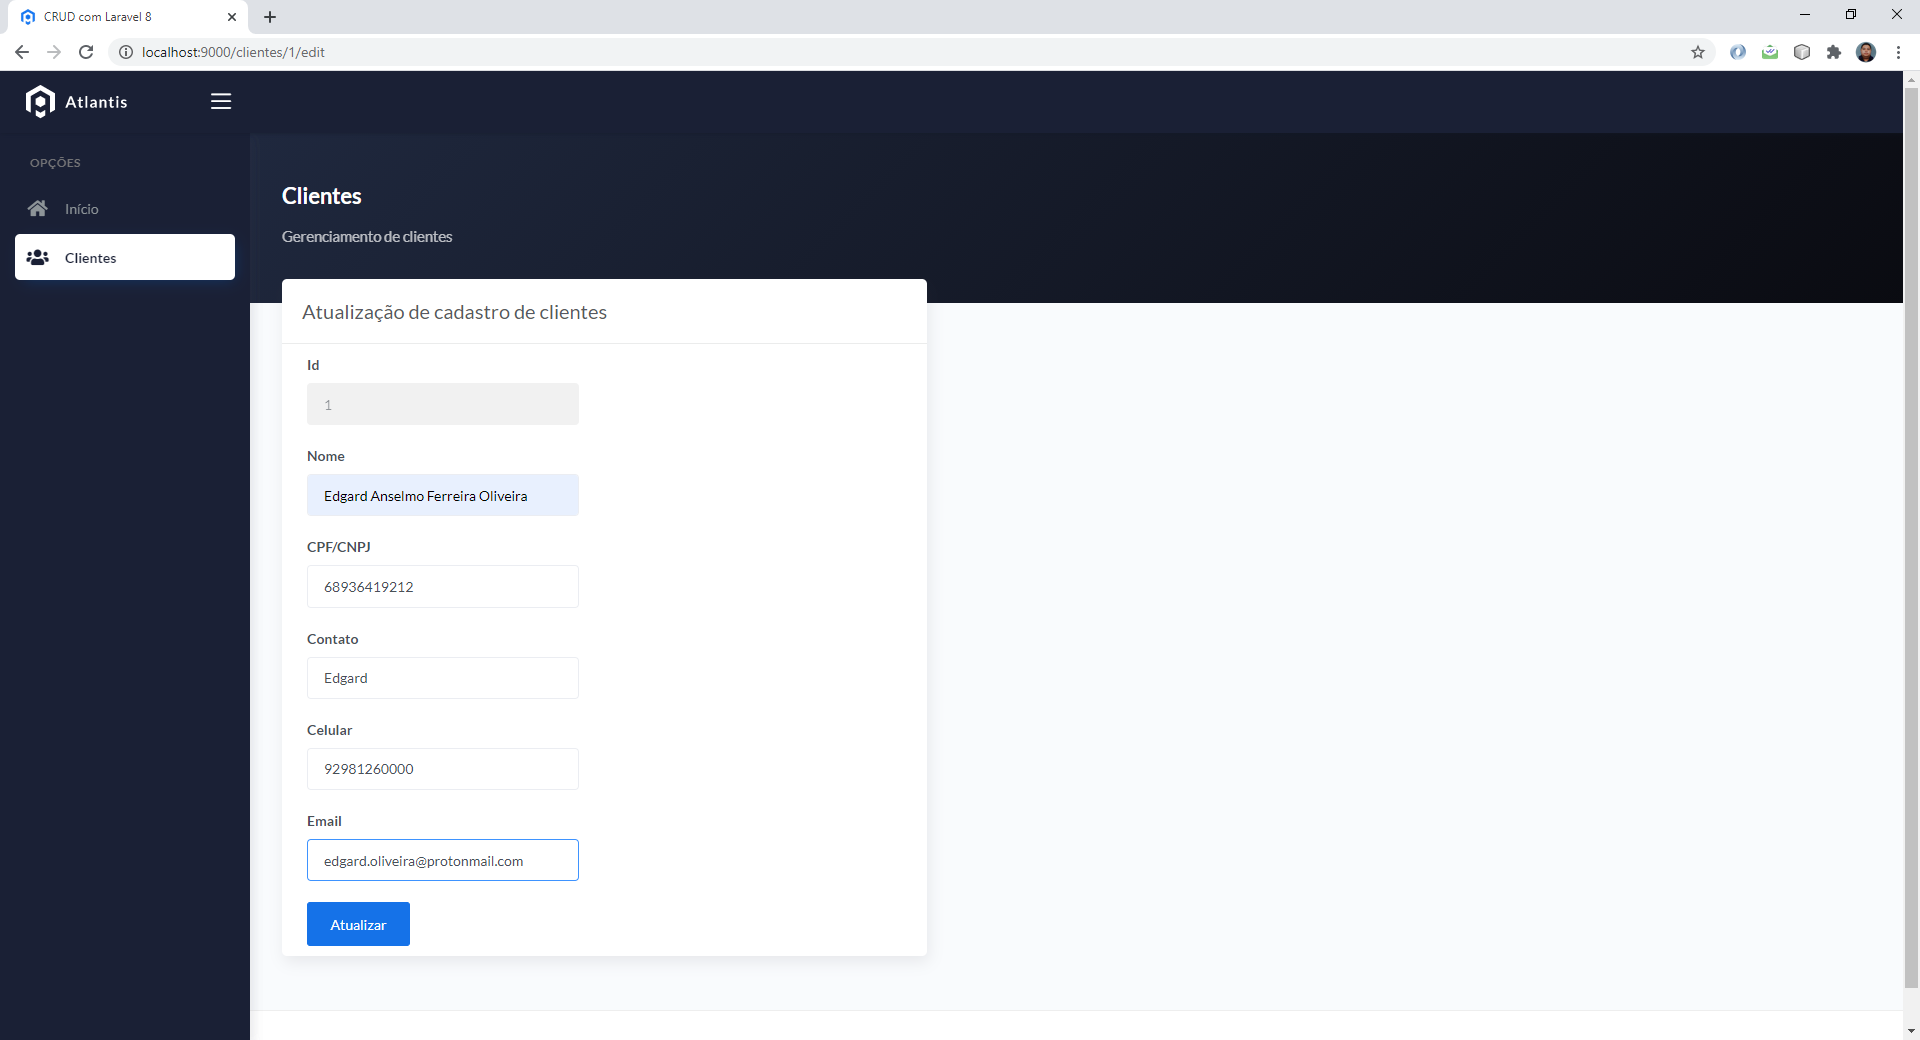 CRUD com Laravel 8
localhost:9000/clientes/1/edit
Atlantis
OPÇÕES
Início
Clientes
Clientes
Gerenciamento de clientes
Atualização de cadastro de clientes
Id
1
Nome
Edgard Anselmo Ferreira Oliveira
CPF/CNPJ
68936419212
Contato
Edgard
Celular
92981260000
Email
edgard.oliveira@protonmail.com
Atualizar